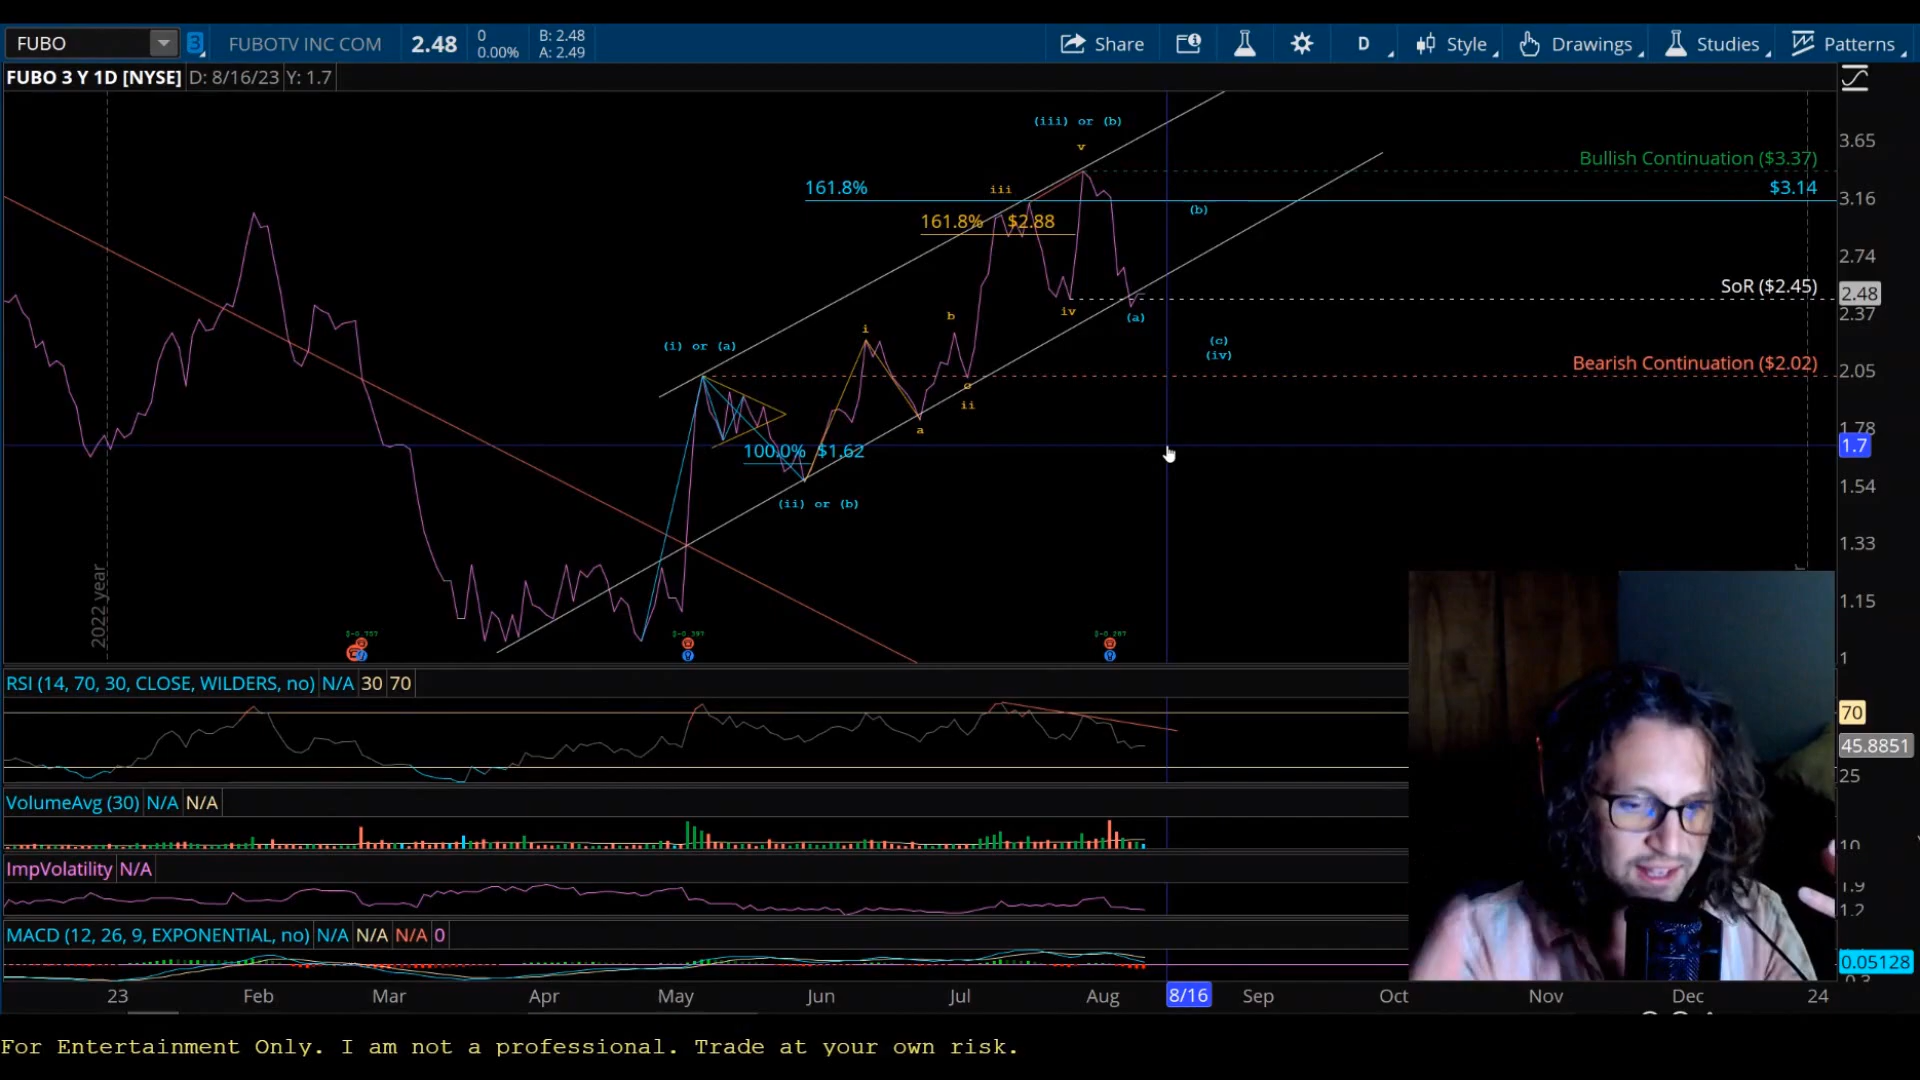 FUBO
3
FUBOTV INC COM
2.48
0
0.00%
B: 2.48
A: 2.49
Share
D
Style
Drawings
Studies
Patterns
FUBO 3 Y 1D [NYSE] D: 8/16/23 Y: 1.7
(iii) or (b)
v
3.65
Bullish Continuation ($3.37)
161.8%
iii
$3.14
3.16
(b)
161.8% $2.88
2.74
SoR ($2.45)
2.48
iv
(a)
2.37
b
i
(i) or (a)
(c)
(iv)
Bearish Continuation ($2.02)
2.05
c
ii
a
1.78
1.7
100.0% $1.62
1.54
(ii) or (b)
1.33
2022 year
1.15
1
RSI (14, 70, 30, CLOSE, WILDERS, no) N/A 30 70
70
45.8851
25
VolumeAvg (30) N/A N/A
10
ImpVolatility N/A
1.9
1.2
MACD (12, 26, 9, EXPONENTIAL, no) N/A N/A N/A 0
0.05128
23 Feb Mar Apr May Jun Jul Aug 8/16 Sep Oct Nov Dec 24
For Entertainment Only. I am not a professional. Trade at your own risk.